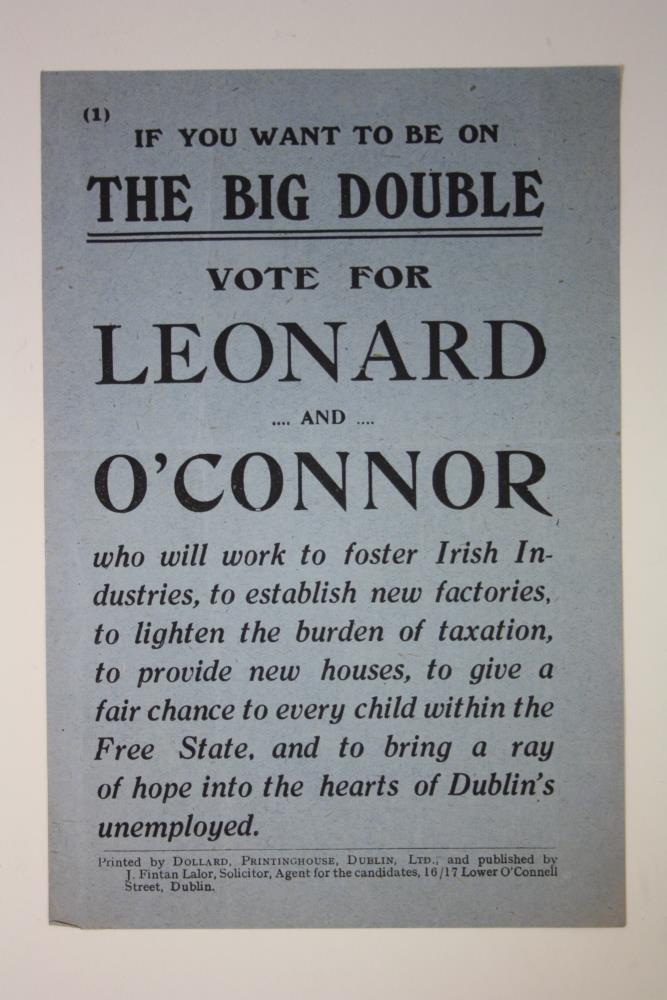 (1)
IF YOU WANT TO BE ON
THE BIG DOUBLE
VOTE FOR
LEONARD
.... AND ....
O'CONNOR
who will work to foster Irish In-
dustries, to establish new factories,
to lighten the burden of taxation,
to provide new houses, to give a
fair chance to every child within the
Free State, and to bring a ray
of hope into the hearts of Dublin's
unemployed.
Printed by DOLLARD, PRINTINGHOUSE, DUBLIN, LTD., and published by
J. Fintan Lalor, Solicitor, Agent for the candidates, 16/17 Lower O'Connell
Street, Dublin.